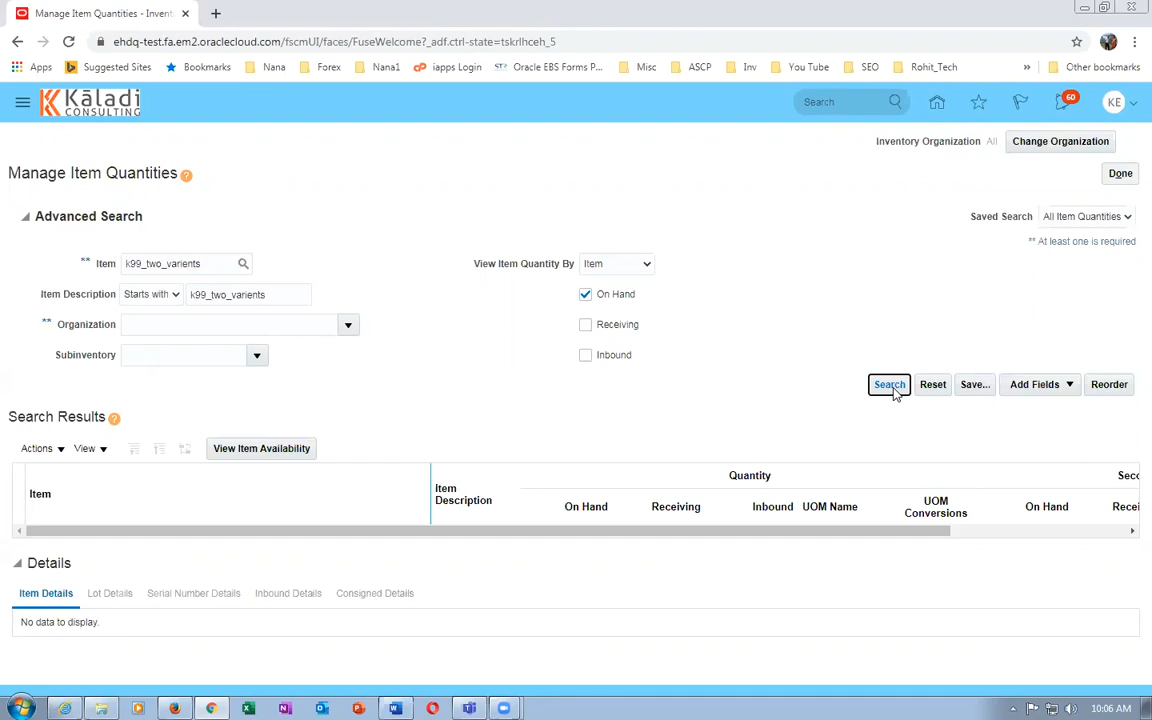 Manage Item Quantities - Invent
ehdq-test.fa.em2.oraclecloud.com/fscmUI/faces/FuseWelcome?_adf.ctrl-state=tskrlhceh_5
Apps Suggested Sites Bookmarks Nana Forex Nana1 iapps Login Oracle EBS Forms P... Misc ASCP Inv You Tube SEO Rohit_Tech » Other bookmarks
Kāladi
CONSULTING
Search
60
KE
Inventory Organization All Change Organization
Manage Item Quantities ?
Done
Advanced Search
Saved Search All Item Quantities
** At least one is required
** Item k99_two_varients
View Item Quantity By Item
Item Description Starts with k99_two_varients
On Hand
** Organization
Receiving
Subinventory
Inbound
Search Reset Save... Add Fields Reorder
Search Results ?
Actions View View Item Availability
Item
Item Description
Quantity
Seco
On Hand Receiving Inbound UOM Name UOM Conversions On Hand Recei
Details
Item Details Lot Details Serial Number Details Inbound Details Consigned Details
No data to display.
10:06 AM